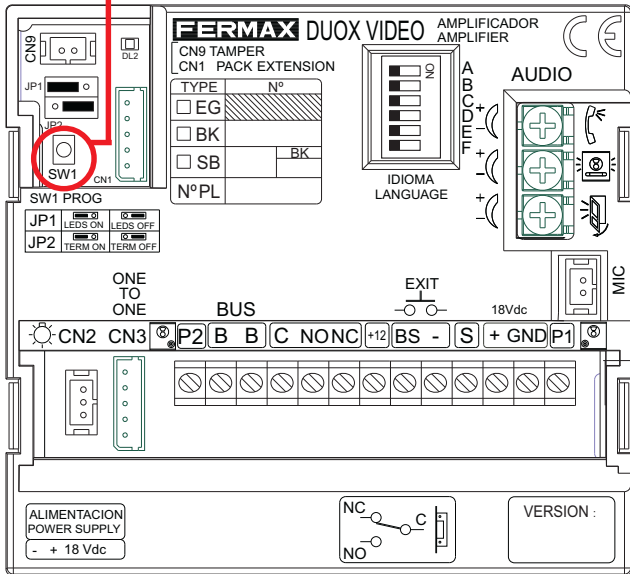 FERMAX DUOX VIDEO AMPLIFICADOR AMPLIFIER
CN9 TAMPER
CN1 PACK EXTENSION
CN9
DL2
JP1
JP2
SW1
CN1
SW1 PROG
JP1 LEDS ON LEDS OFF
JP2 TERM ON TERM OFF
TYPE Nº
EG
BK
SB BK
Nº PL
NO
A
B
C
D
E
F
IDIOMA
LANGUAGE
AUDIO
+
-
+
-
+
-
MIC
ONE
TO
ONE
BUS
EXIT
18Vdc
CN2 CN3 P2 B B C NO NC +12 BS - S + GND P1
ALIMENTACION
POWER SUPPLY
- + 18 Vdc
NC
C
NO
VERSION :